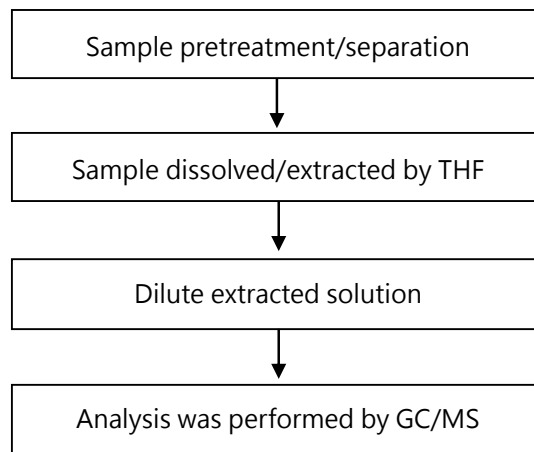 Sample pretreatment/separation
Sample dissolved/extracted by THF
Dilute extracted solution
Analysis was performed by GC/MS